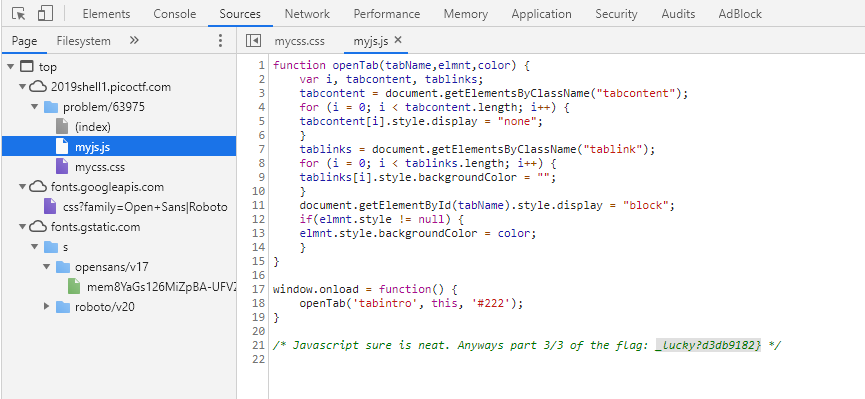 Elements Console Sources Network Performance Memory Application Security Audits AdBlock
Page Filesystem »
mycss.css myjs.js ×
top
2019shell1.picoctf.com
problem/63975
(index)
myjs.js
mycss.css
fonts.googleapis.com
css?family=Open+Sans|Roboto
fonts.gstatic.com
s
opensans/v17
mem8YaGs126MiZpBA-UFVZ
roboto/v20
1 function openTab(tabName,elmnt,color) {
2 var i, tabcontent, tablinks;
3 tabcontent = document.getElementsByClassName("tabcontent");
4 for (i = 0; i < tabcontent.length; i++) {
5 tabcontent[i].style.display = "none";
6 }
7 tablinks = document.getElementsByClassName("tablink");
8 for (i = 0; i < tablinks.length; i++) {
9 tablinks[i].style.backgroundColor = "";
10 }
11 document.getElementById(tabName).style.display = "block";
12 if(elmnt.style != null) {
13 elmnt.style.backgroundColor = color;
14 }
15 }
16
17 window.onload = function() {
18 openTab('tabintro', this, '#222');
19 }
20
21 /* Javascript sure is neat. Anyways part 3/3 of the flag: _lucky?d3db9182} */
22